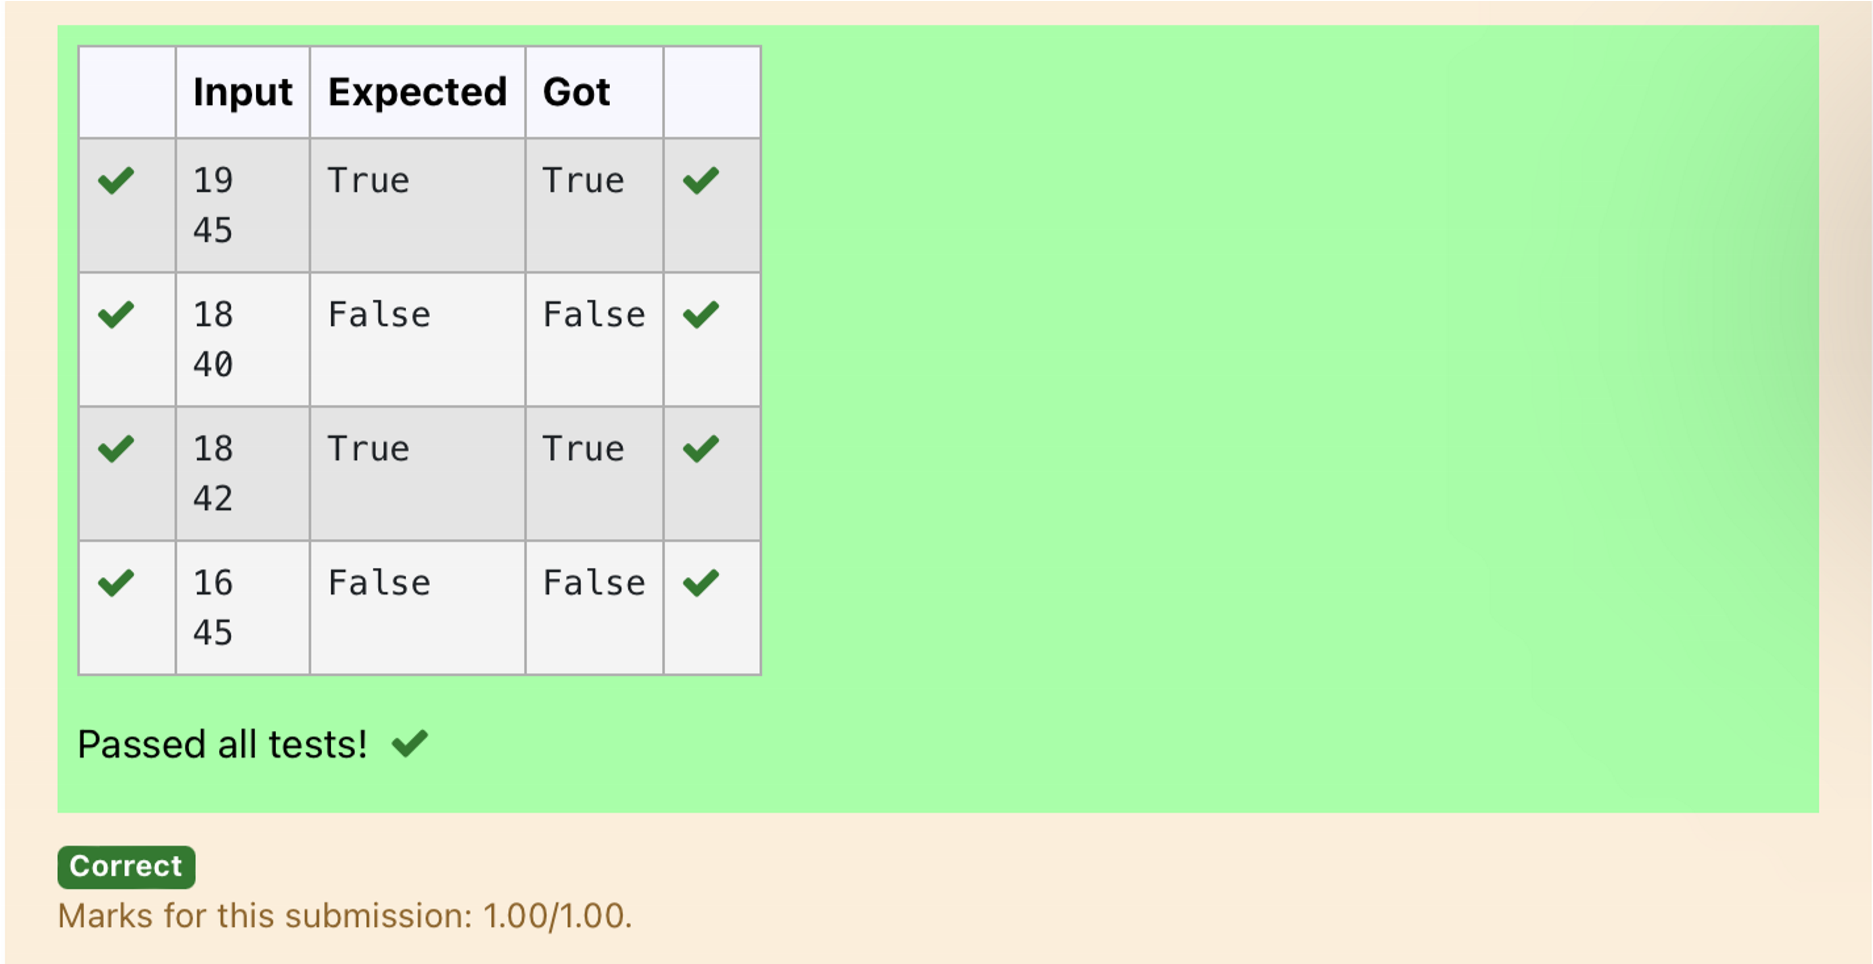 Input Expected Got
19 True True
45
18 False False
40
18 True True
42
16 False False
45
Passed all tests!
Correct
Marks for this submission: 1.00/1.00.